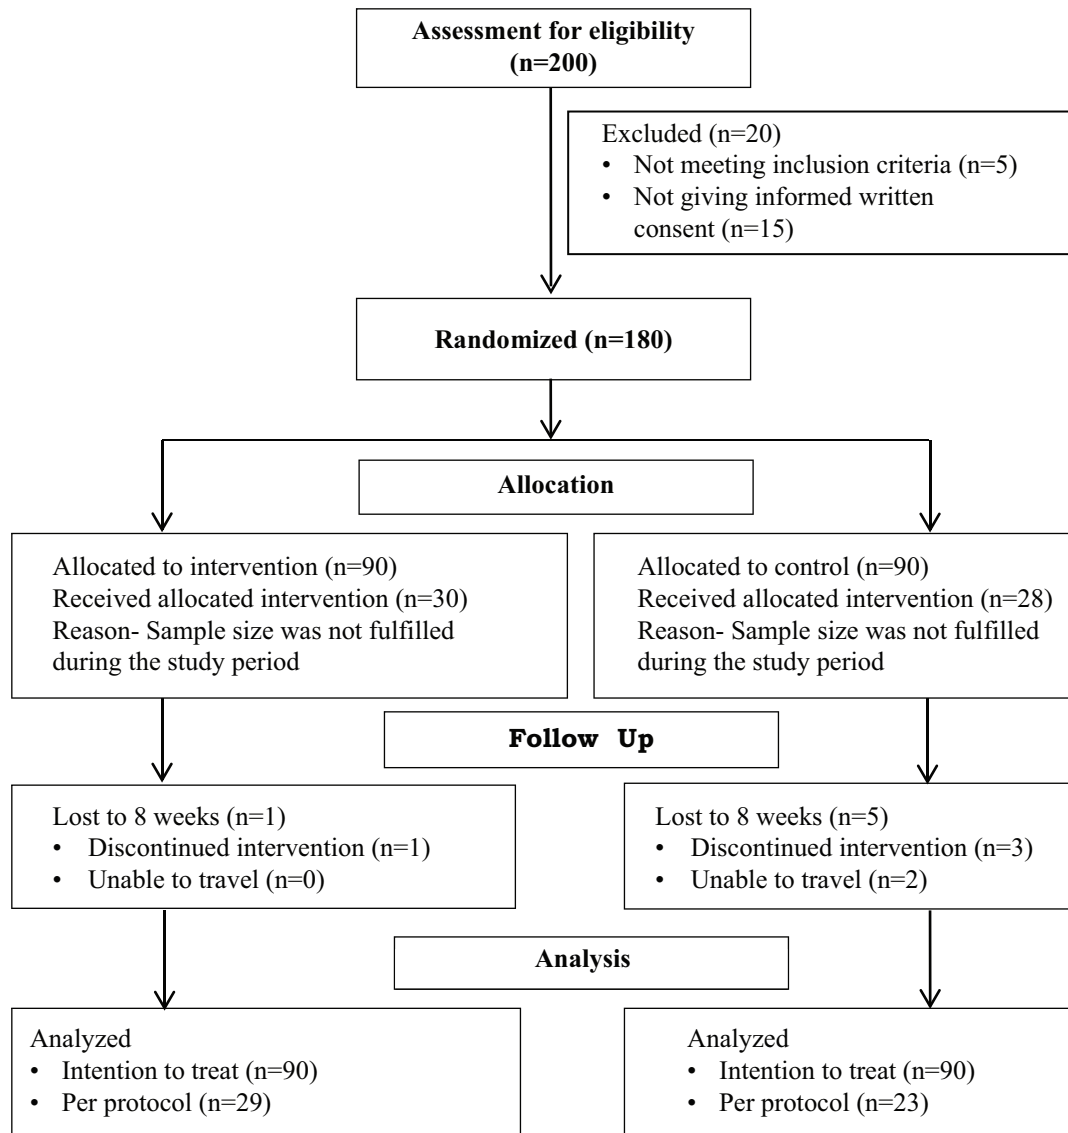 Assessment for eligibility
(n=200)
Excluded (n=20)
• Not meeting inclusion criteria (n=5)
• Not giving informed written
consent (n=15)
Randomized (n=180)
Allocation
Allocated to intervention (n=90)
Received allocated intervention (n=30)
Reason- Sample size was not fulfilled
during the study period
Allocated to control (n=90)
Received allocated intervention (n=28)
Reason- Sample size was not fulfilled
during the study period
Follow Up
Lost to 8 weeks (n=1)
• Discontinued intervention (n=1)
• Unable to travel (n=0)
Lost to 8 weeks (n=5)
• Discontinued intervention (n=3)
• Unable to travel (n=2)
Analysis
Analyzed
• Intention to treat (n=90)
• Per protocol (n=29)
Analyzed
• Intention to treat (n=90)
• Per protocol (n=23)